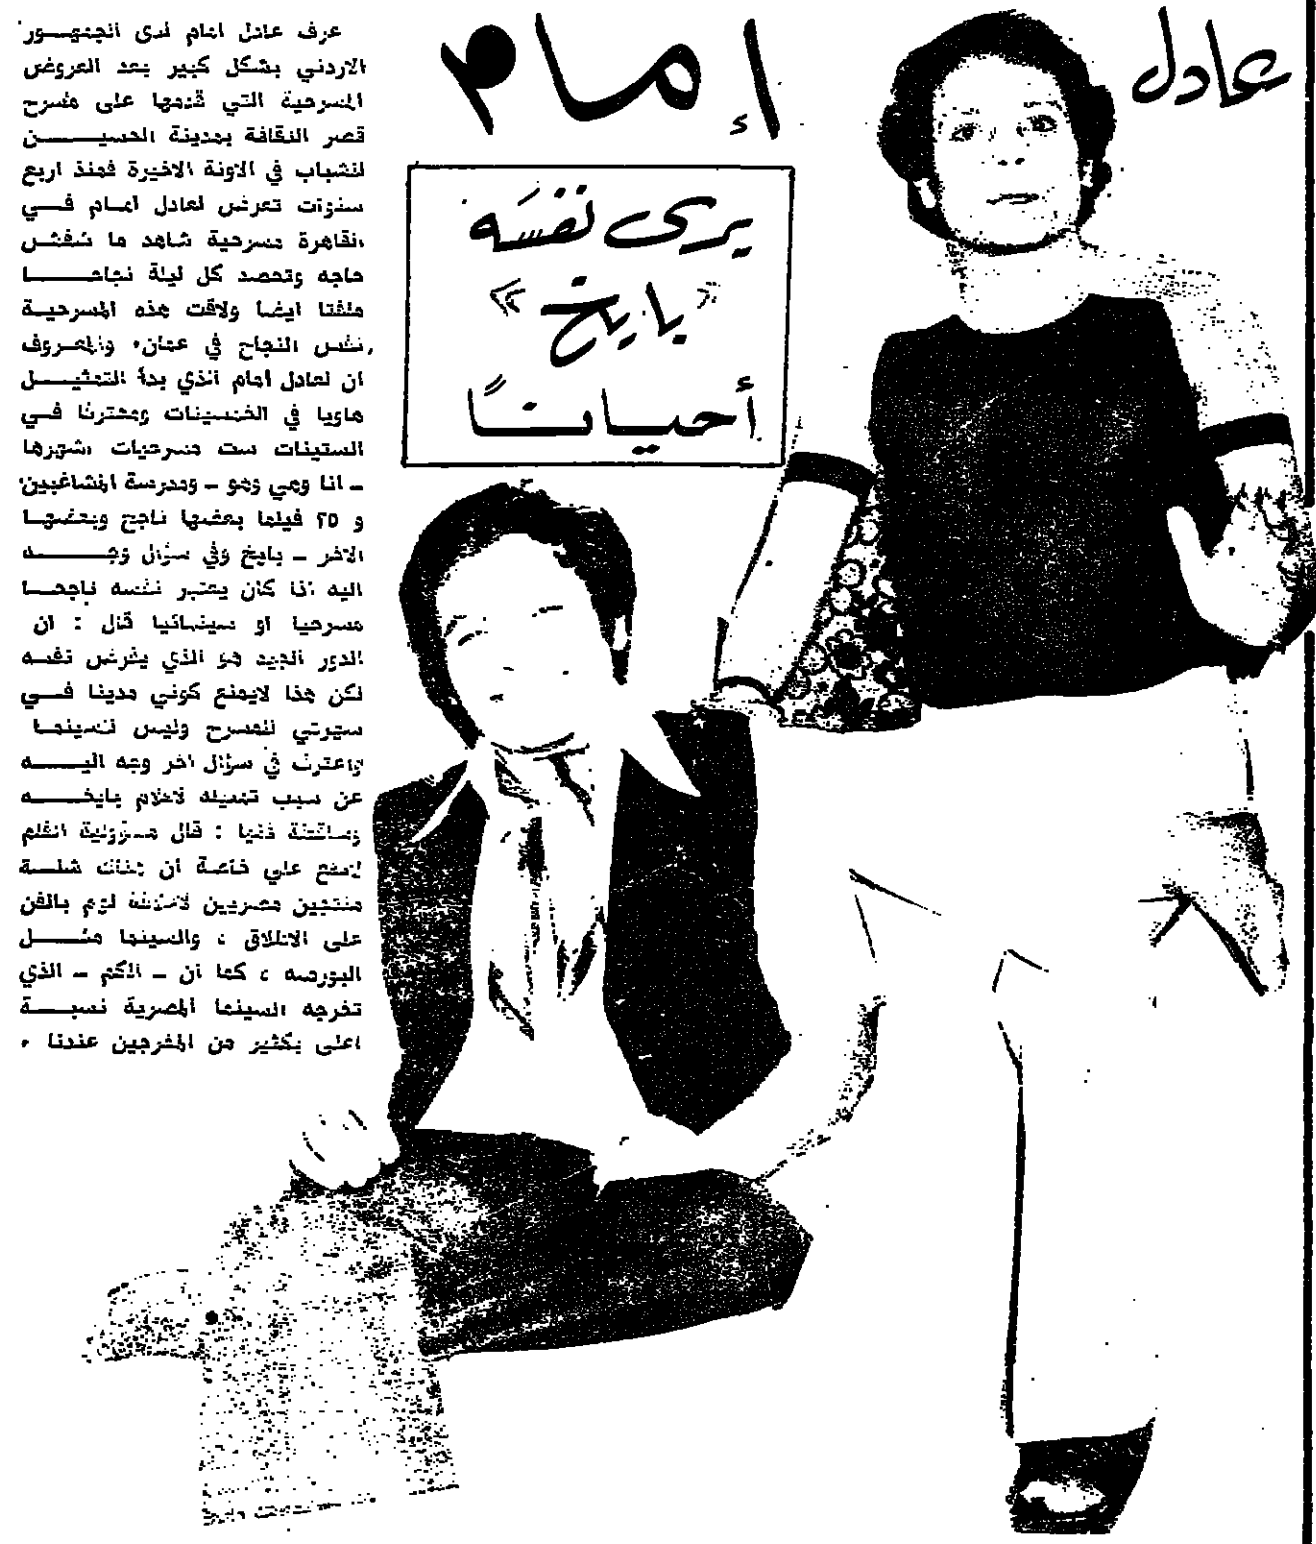 عادل إمام
يرى نفسَه
« بايخ »
أحيانًا
عرف عادل امام لدى الجمهور
الاردني بشكل كبير بعد العروض
المسرحية التي قدمها على مسرح
قصر الثقافة بمدينة الحسين
للشباب في الاونة الاخيرة فمنذ اربع
سنوات تعرض لعادل امام في
القاهرة مسرحية شاهد ما شفش
حاجه وتحصد كل ليلة نجاحا
ملفتا ايضا ولاقت هذه المسرحية
نفس النجاح في عمان، والمعروف
ان لعادل أمام الذي بدأ التمثيل
هاويا في الخمسينات ومحترفا في
الستينات ست مسرحيات اشهرها
ـ انا وهي وهو ـ ومدرسة المشاغبين
و ٢٥ فيلما بعضها ناجح وبعضها
الاخر ـ بايخ وفي سؤال وجه
اليه اذا كان يعتبر نفسه ناجحا
مسرحيا او سينمائيا قال : ان
الدور الجيد هو الذي يفرض نفسه
لكن هذا لايمنع كوني مدينا في
سيرتي للمسرح وليس للسينما
واعترف في سؤال اخر وجه اليه
عن سبب تمثيله لافلام بايخه
وساقطة فنيا : قال مسؤولية الفلم
لاتقع علي خاصة أن هناك شلة
منتجين مصريين لاعلاقة لهم بالفن
على الاطلاق ، والسينما مثل
البورصه ، كما ان ـ الكم ـ الذي
تخرجه السينما المصرية نسبة
اعلى بكثير من المخرجين عندنا .